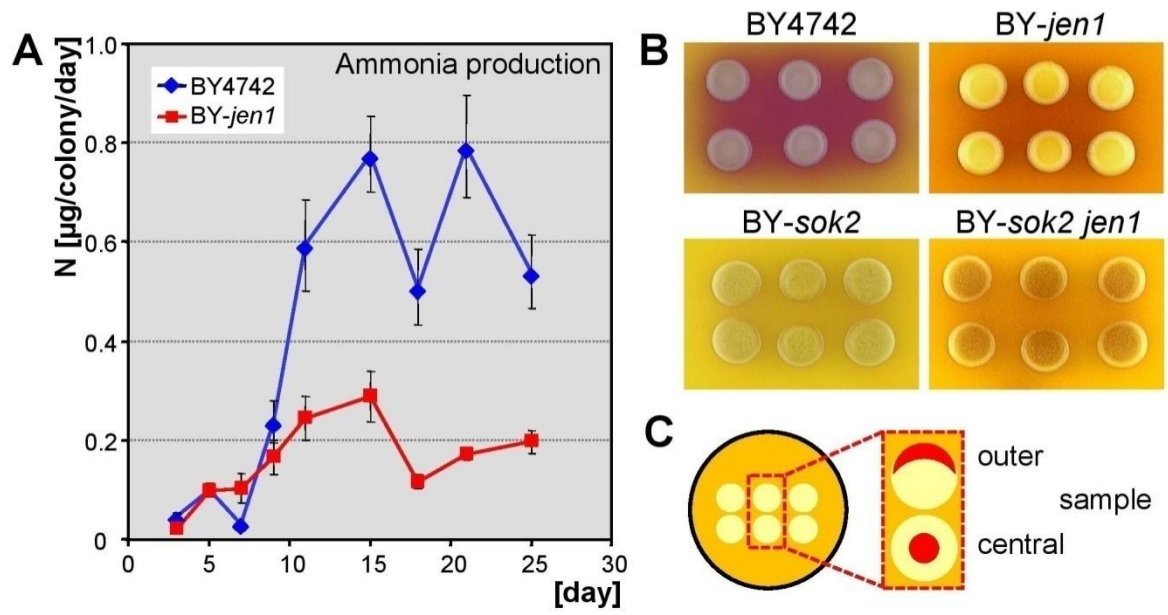 A
Ammonia production
BY4742
BY-jen1
N [µg/colony/day]
1.0
0.8
0.6
0.4
0.2
0
0 5 10 15 20 25 30
[day]
B
BY4742 BY-jen1
BY-sok2 BY-sok2 jen1
C
outer
sample
central